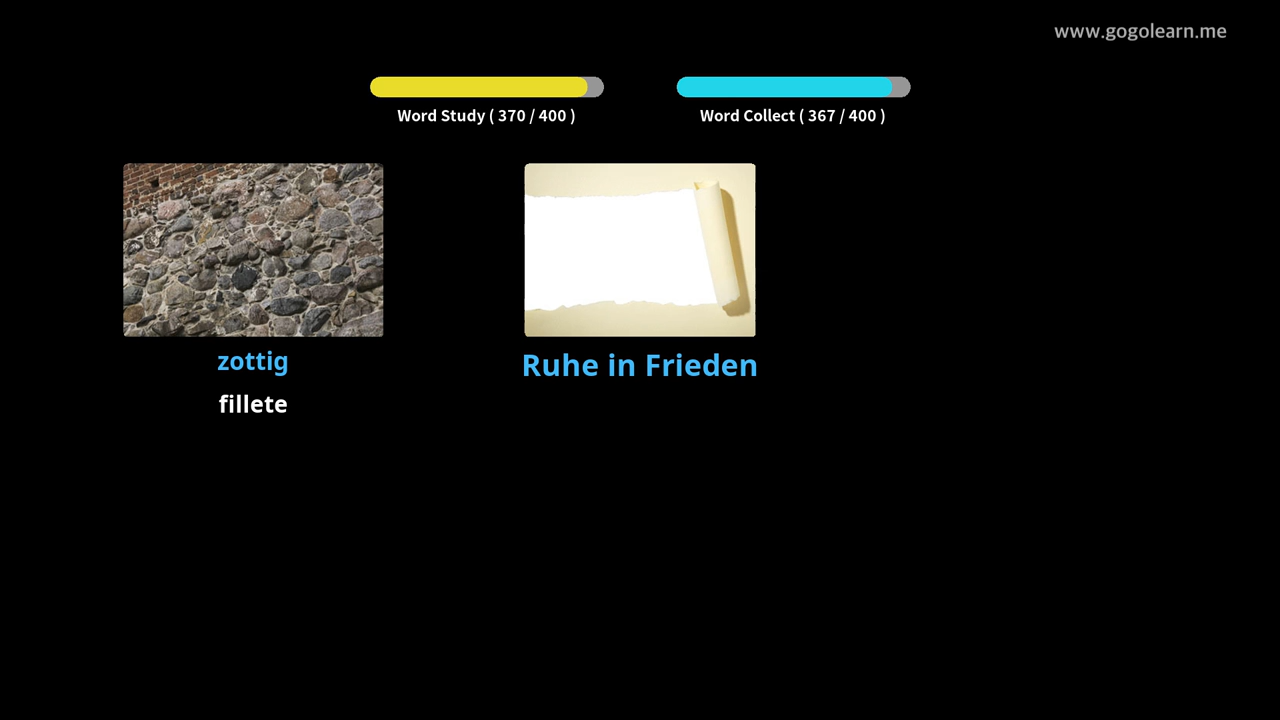 www.gogolearn.me
Word Study ( 370 / 400 )
Word Collect ( 367 / 400 )
zottig
fillete
Ruhe in Frieden